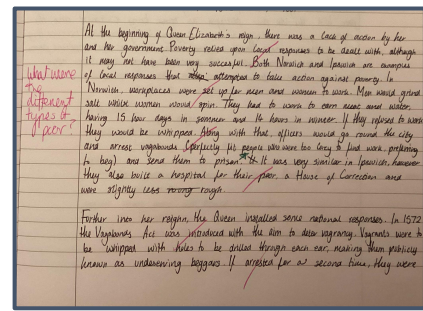 At the beginning of Queen Elizabeth's reign, there was a lack of action by her
and her government. Poverty relied upon local responses to be dealt with, although
it may not have been very successful. Both Norwich and Ipswich are examples
of local responses that attempted to take action against poverty. In
Norwich, workplaces were set up for men and women to work. Men would grind
salt whilst women would spin. They had to work to earn meat and water,
having 15 hour days in summer and 14 hours in winter. If they refused to work
they would be whipped. Along with that, officers would go round the city
and arrest vagabonds (perfectly fit people who were too lazy to find work, preferring
to beg) and send them to prison. It was very similar in Ipswich, however
they also built a hospital for their poor, a House of Correction and
were slightly less rough.
What were
the
different
types of
poor?
Further into her reign, the Queen installed some national responses. In 1572
the Vagabonds Act was introduced with the aim to deter vagrancy. Vagrants were to
be whipped with holes to be drilled through each ear, making them publicly
known as undeserving beggars. If arrested for a second time, they were